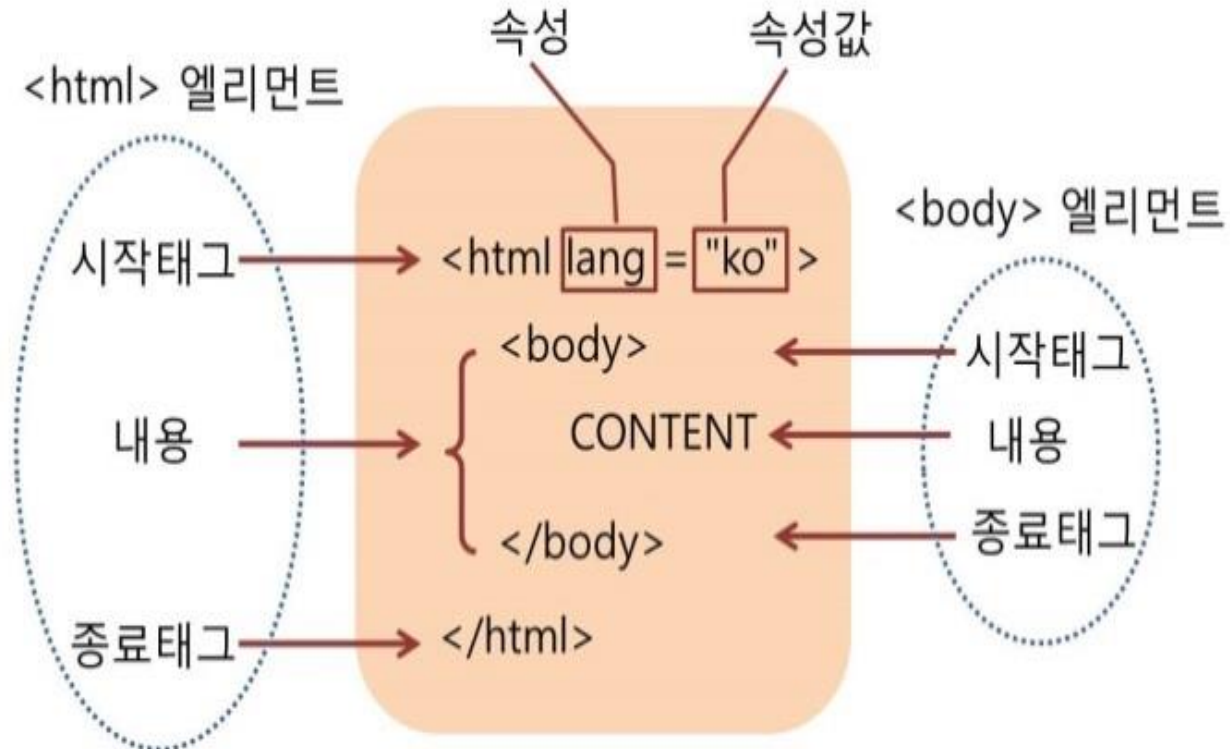 속성 속성값
<html> 엘리먼트
<body> 엘리먼트
시작태그 <html lang = "ko" >
<body> 시작태그
내용 CONTENT 내용
</body> 종료태그
종료태그 </html>